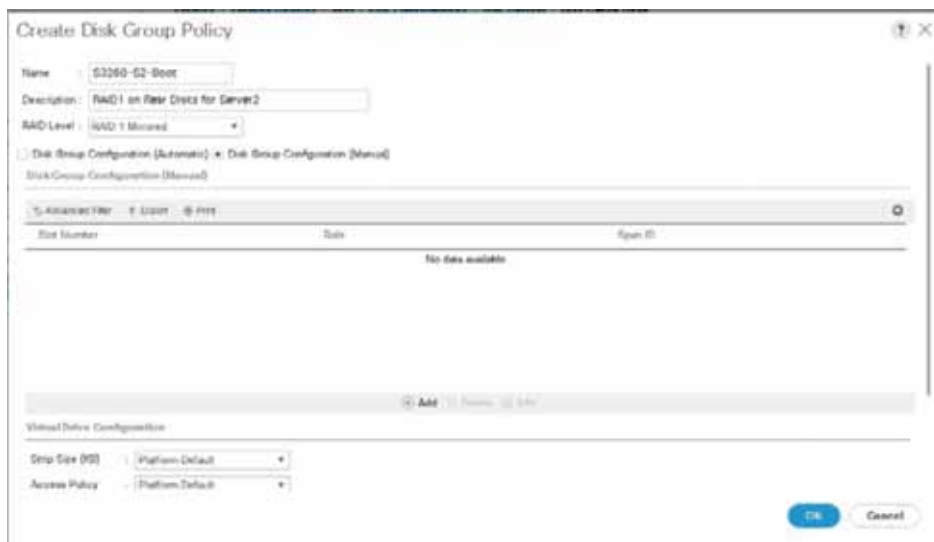 Create Disk Group Policy
Name : S3260-S2-Boot
Description : RAID1 on Rear Discs for Server2
RAID Level : RAID 1 Mirrored
Disk Group Configuration (Automatic) Disk Group Configuration (Manual)
Disk Group Configuration (Manual)
Advanced Filter Export Print
Slot Number Role Span ID
No data available
Add Delete Info
Virtual Drive Configuration
Strip Size (KB) : Platform Default
Access Policy : Platform Default
OK Cancel